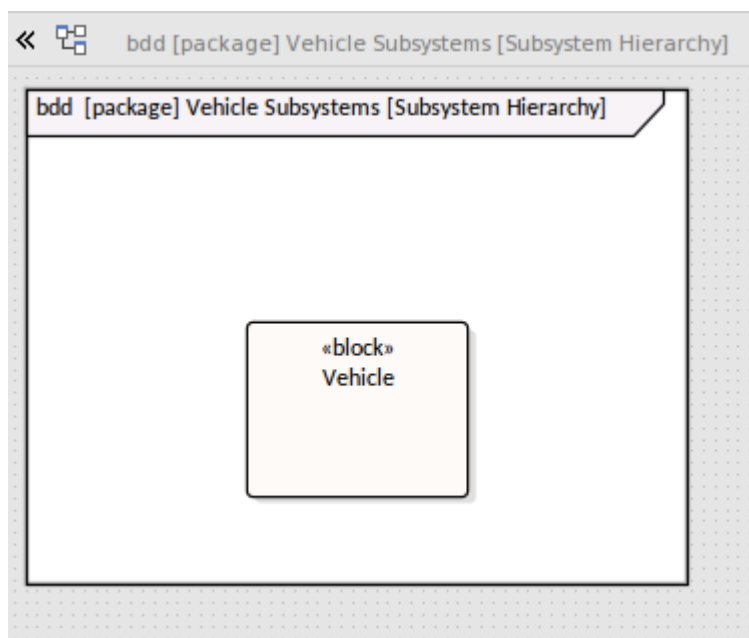 « bdd [package] Vehicle Subsystems [Subsystem Hierarchy]
bdd [package] Vehicle Subsystems [Subsystem Hierarchy]
«block»
Vehicle